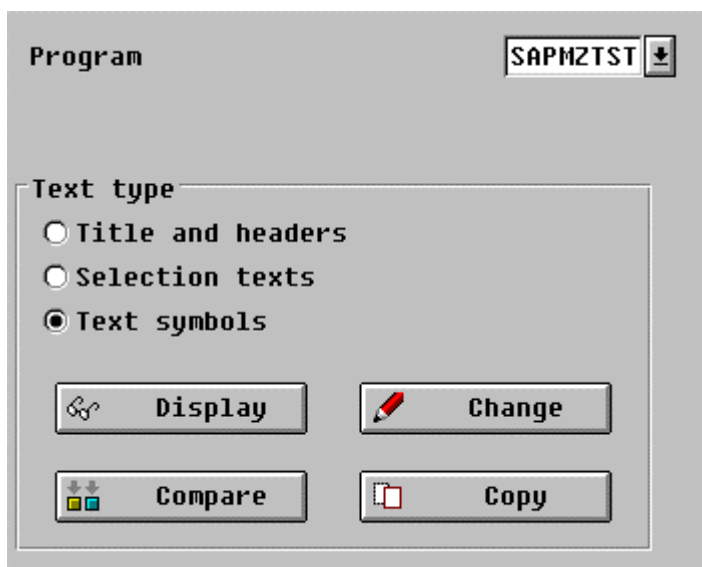 Program SAPMZTST
Text type
Title and headers
Selection texts
Text symbols
Display Change
Compare Copy